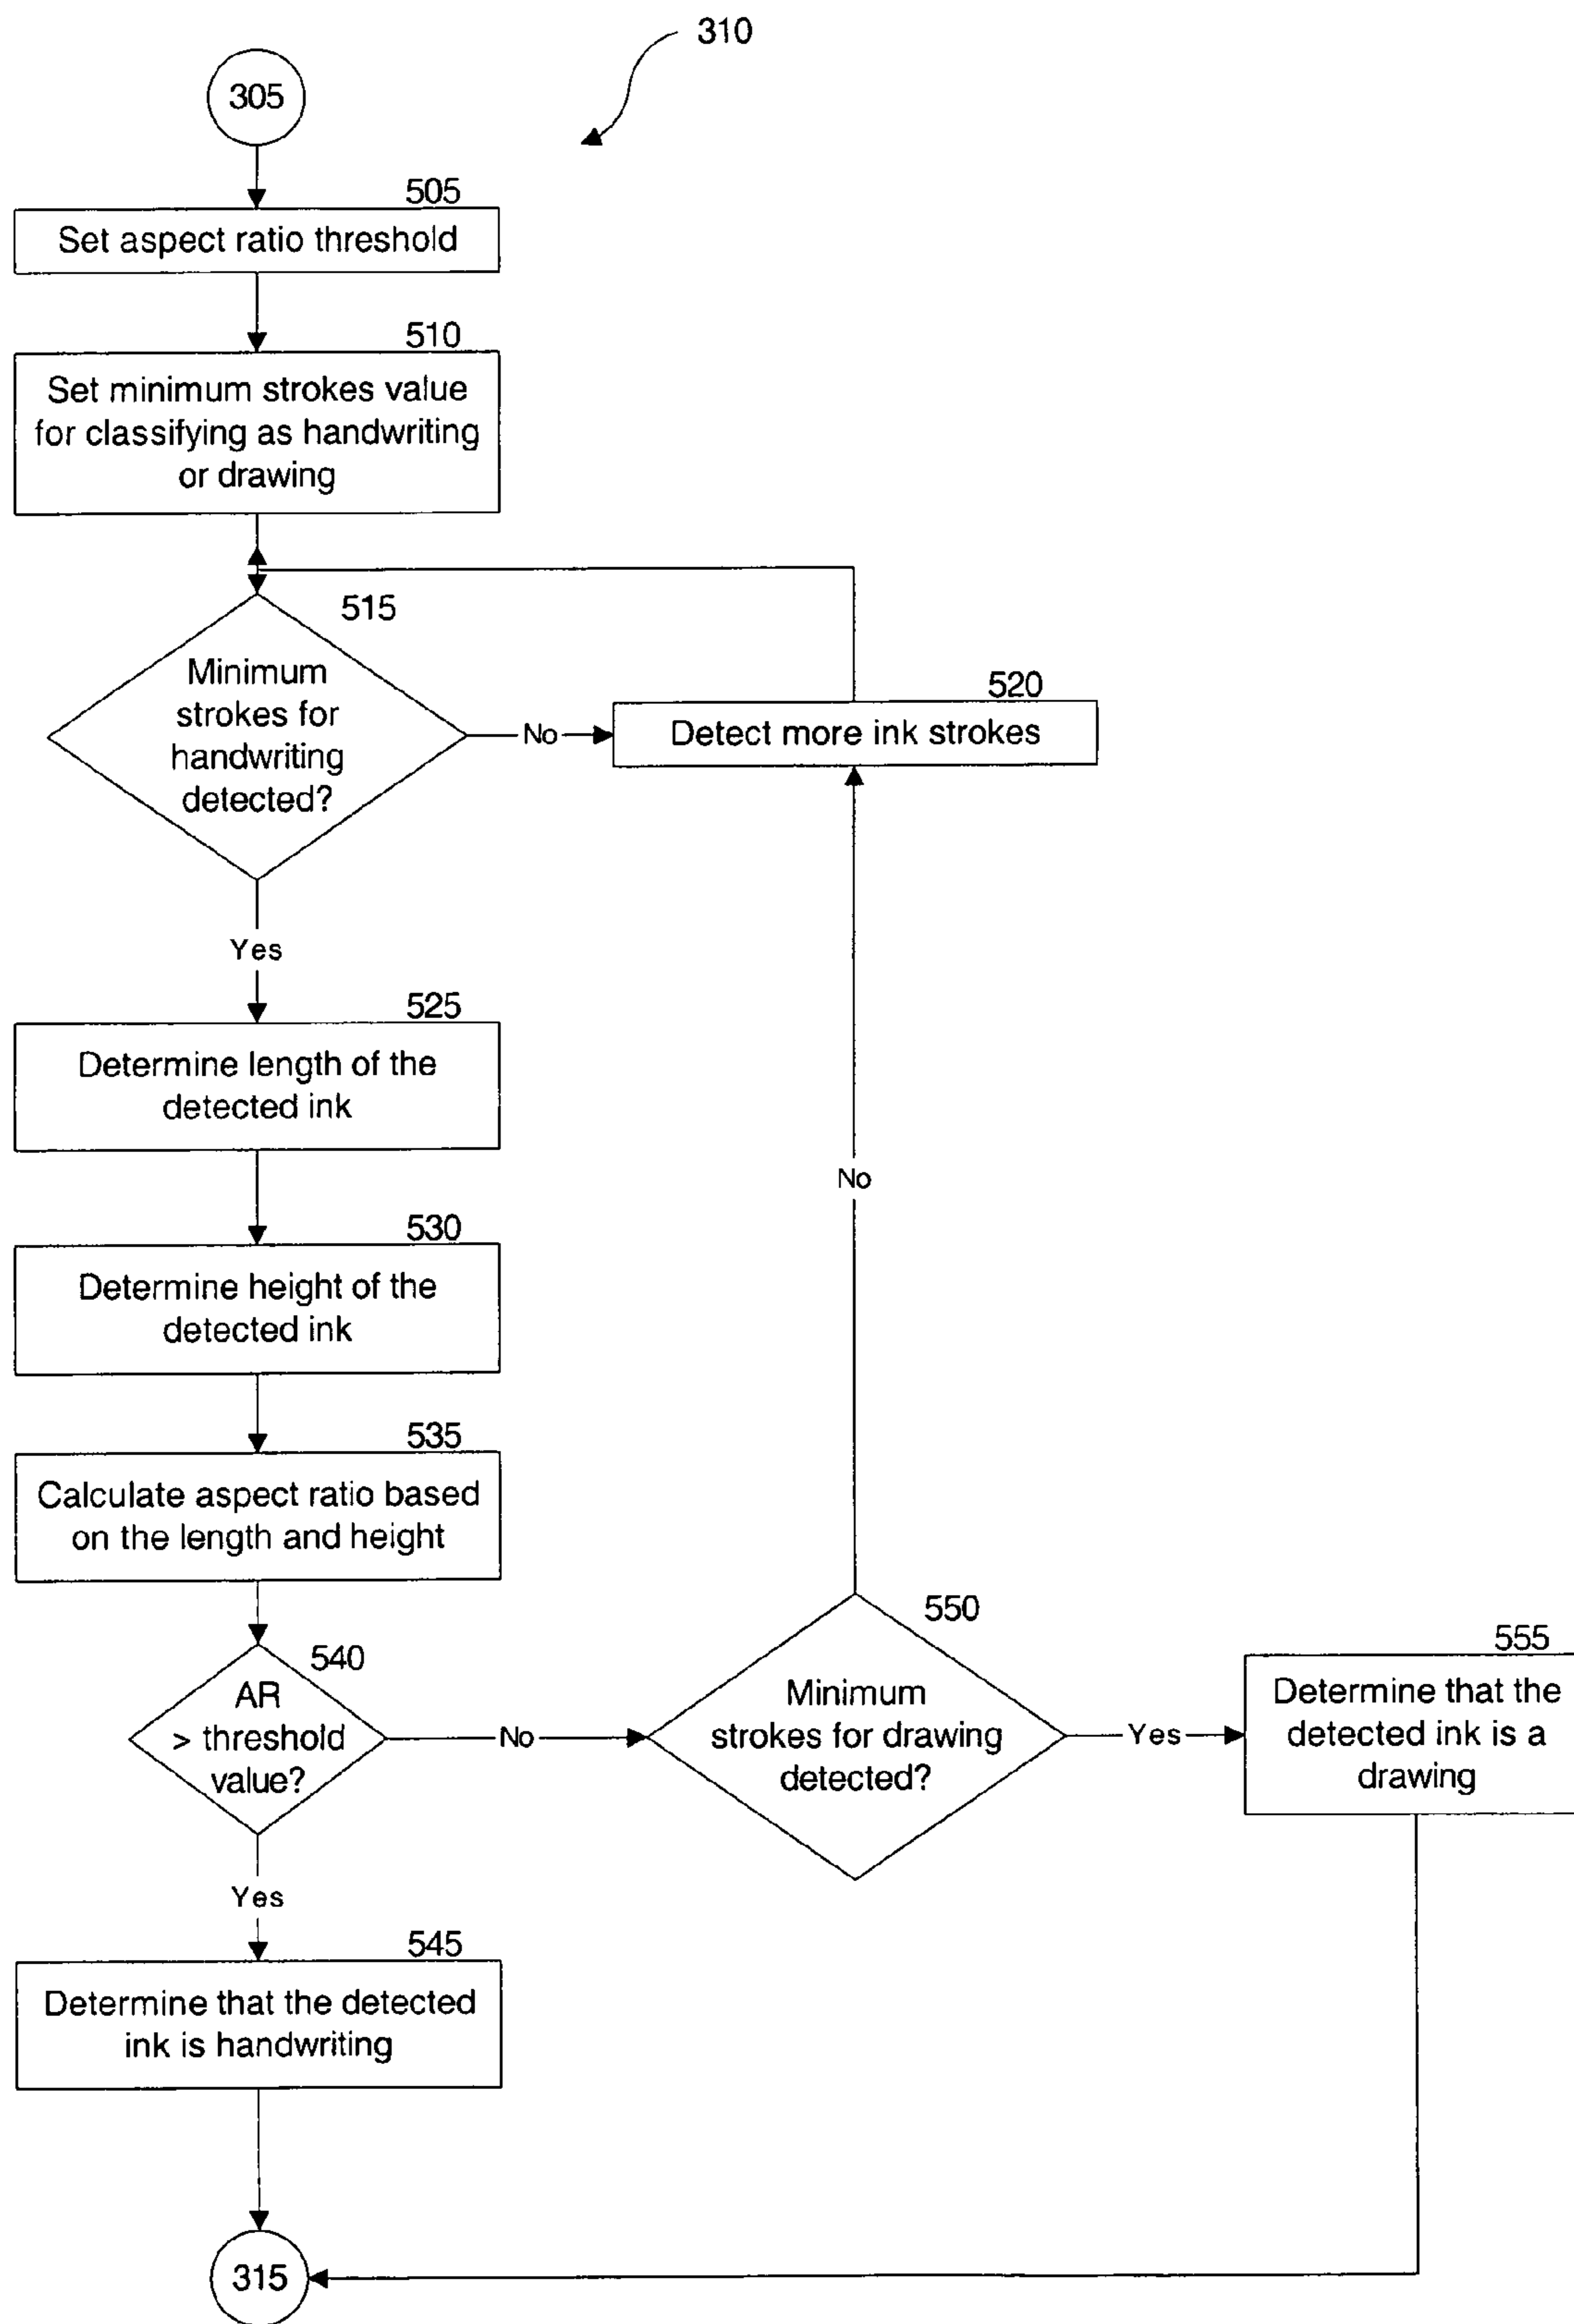 310
305
505
Set aspect ratio threshold
510
Set minimum strokes value
for classifying as handwriting
or drawing
515
Minimum
strokes for
handwriting
detected?
No
520
Detect more ink strokes
Yes
525
Determine length of the
detected ink
No
530
Determine height of the
detected ink
535
Calculate aspect ratio based
on the length and height
540
AR
> threshold
value?
No
550
Minimum
strokes for drawing
detected?
Yes
555
Determine that the
detected ink is a
drawing
Yes
545
Determine that the detected
ink is handwriting
315